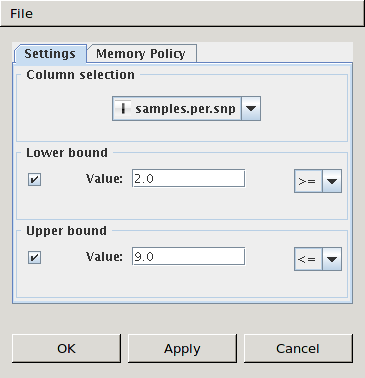 File
Settings Memory Policy
Column selection
I samples.per.snp
Lower bound
Value: 2.0 >=
Upper bound
Value: 9.0 <=
OK Apply Cancel